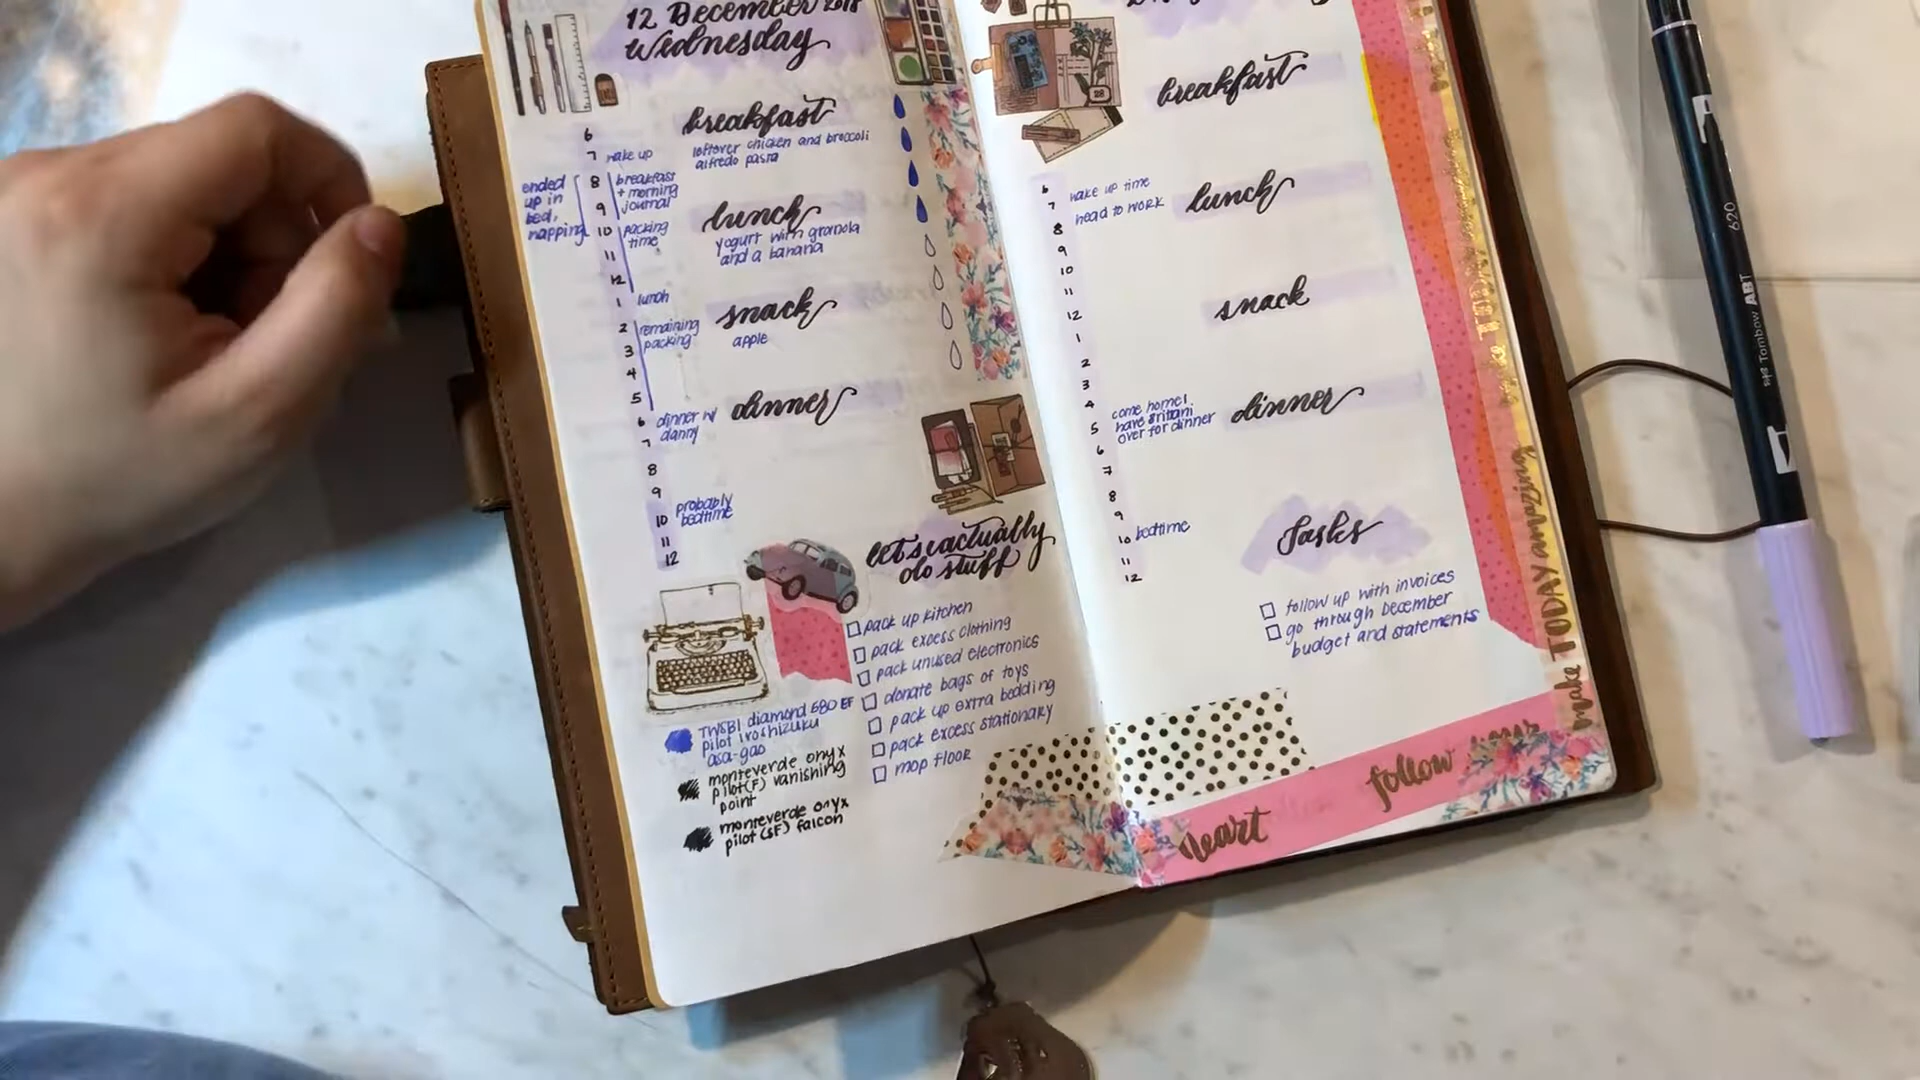 12 December 2018
Wednesday
breakfast
leftover chicken and broccoli
alfredo pasta
lunch
yogurt with granola
and a banana
snack
apple
dinner
6
7 wake up
8 breakfast
+ morning
9 journal
10 packing
time
11
12
1 lunch
2 remaining
3 packing
4
5
6 dinner w/
7 danny
8
9
10 probably
bedtime
11
12
ended
up in
bed,
napping
let's actually
do stuff
pack up kitchen
pack excess clothing
pack unused electronics
donate bags of toys
pack up extra bedding
pack excess stationary
mop floor
TWSBI diamond 580 EF
pilot iroshizuku
asa-gao
monteverde onyx
pilot(F) vanishing
point
monteverde onyx
pilot(SF) falcon
28
breakfast
lunch
snack
dinner
6 wake up time
7 head to work
8
9
10
11
12
1
2
3
4 come home!
have Brittani
5 over for dinner
6
7
8
9
10 bedtime
11
12
Tasks
follow up with invoices
go through December
budget and statements
heart
follow
make TODAY amazing
make TODAY
620
ABT
Tombow